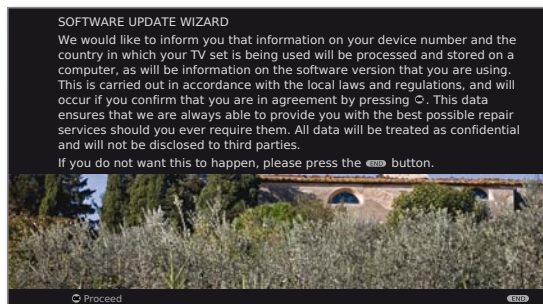 SOFTWARE UPDATE WIZARD
We would like to inform you that information on your device number and the
country in which your TV set is being used will be processed and stored on a
computer, as will be information on the software version that you are using.
This is carried out in accordance with the local laws and regulations, and will
occur if you confirm that you are in agreement by pressing OK. This data
ensures that we are always able to provide you with the best possible repair
services should you ever require them. All data will be treated as confidential
and will not be disclosed to third parties.
If you do not want this to happen, please press the END button.
OK Proceed
END